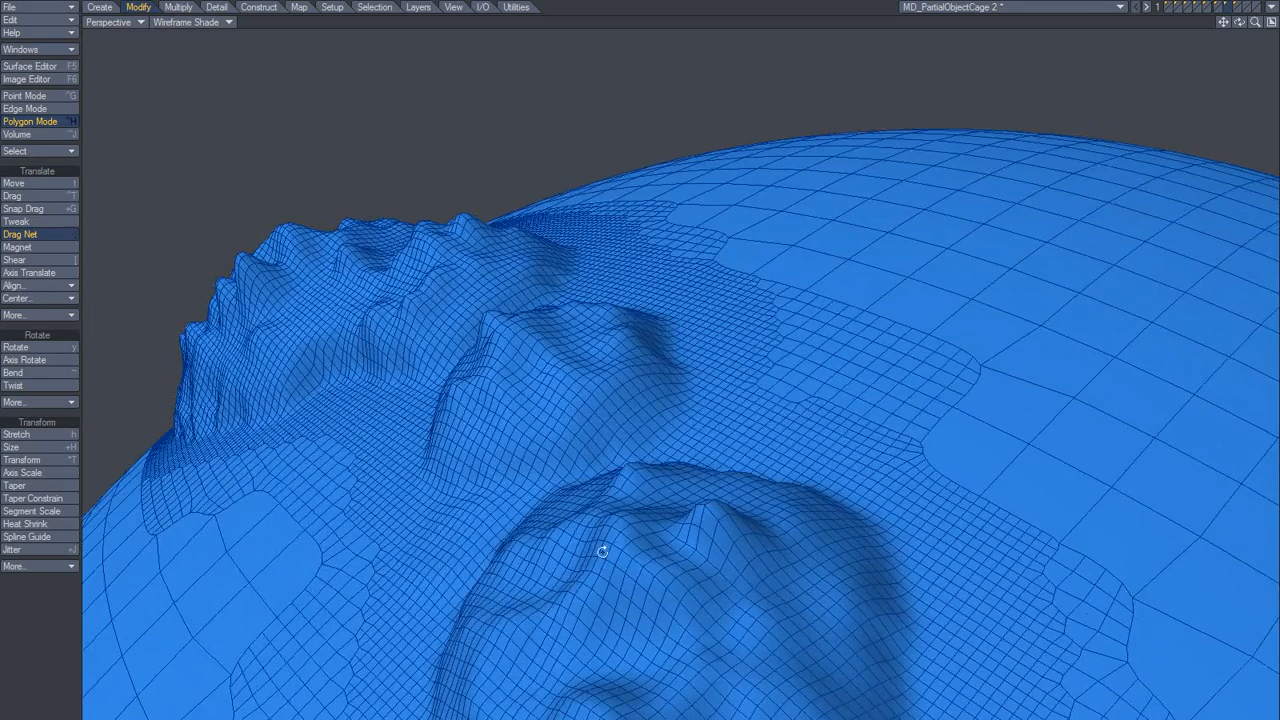 File Create Modify Multiply Detail Construct Map Setup Selection Layers View I/O Utilities MD_PartialObjectCage 2 * 1
Edit Perspective Wireframe Shade
Help
Windows
Surface Editor F5
Image Editor F6
Point Mode ^G
Edge Mode
Polygon Mode ^H
Volume ^J
Select
Translate
Move t
Drag ^T
Snap Drag +G
Tweak
Drag Net ;
Magnet :
Shear [
Axis Translate
Align...
Center...
More...
Rotate
Rotate y
Axis Rotate
Bend ~
Twist
More...
Transform
Stretch h
Size +H
Transform ^T
Axis Scale
Taper
Taper Constrain
Segment Scale
Heat Shrink
Spline Guide
Jitter +J
More...